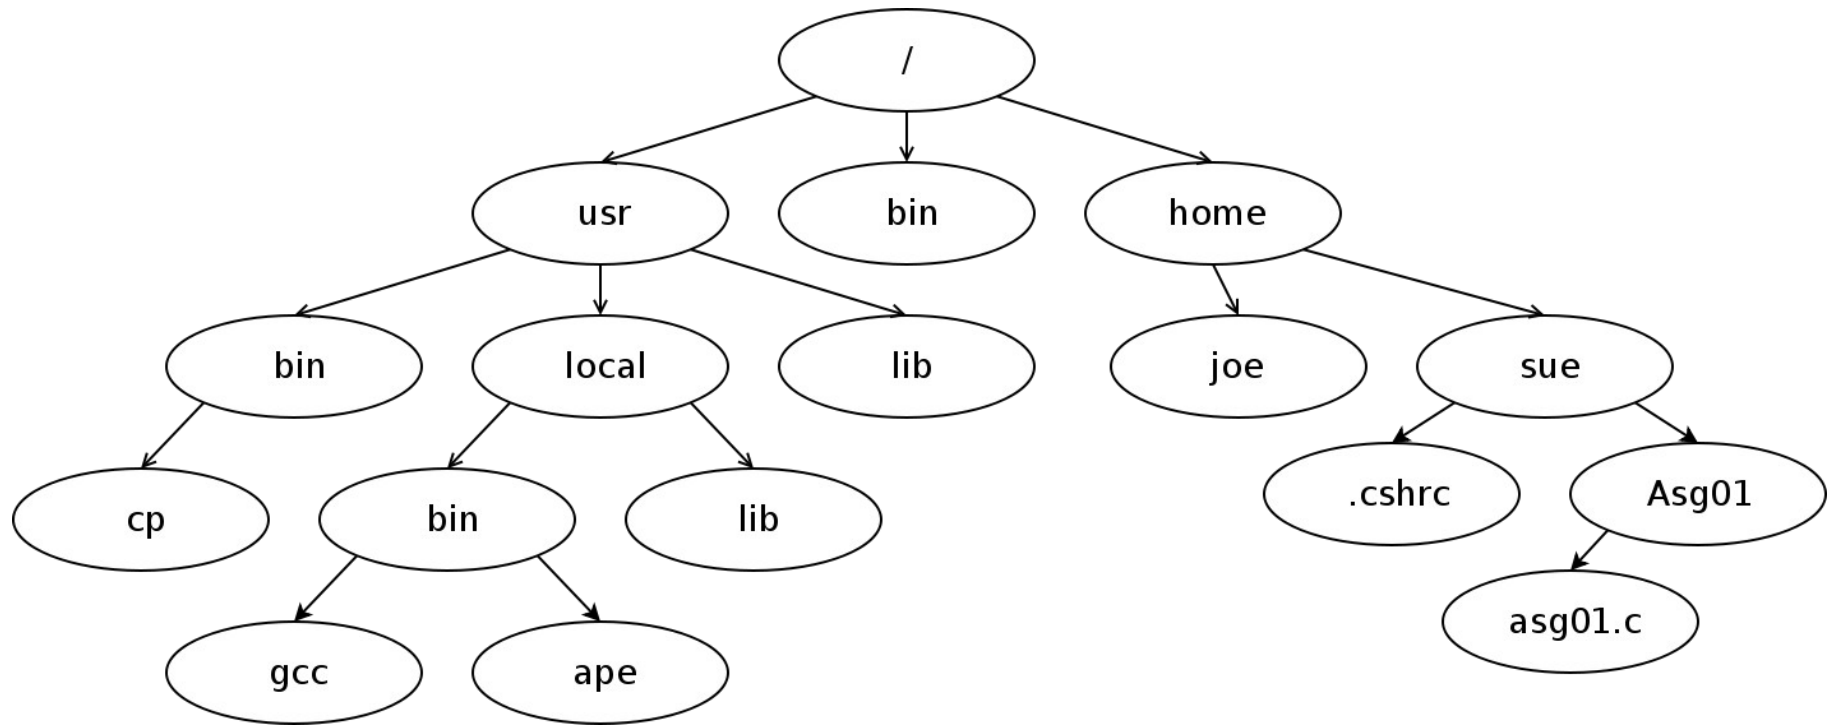 /
usr
bin
home
bin
local
lib
joe
sue
.cshrc
Asg01
cp
bin
lib
asg01.c
gcc
ape